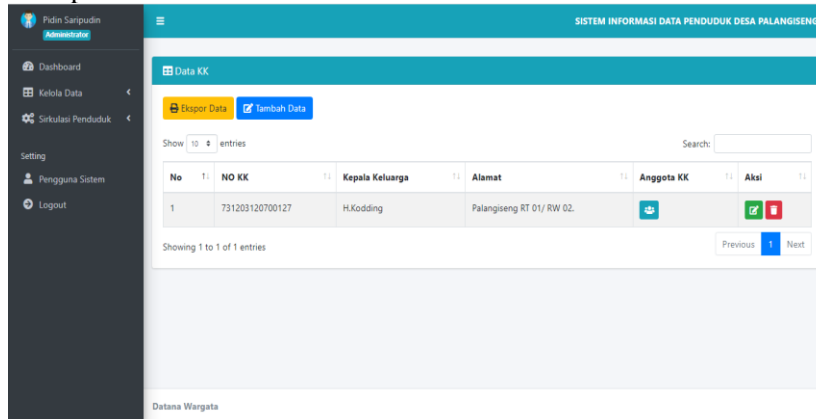 Pidin Saripudin
Administrator
SISTEM INFORMASI DATA PENDUDUK DESA PALANGISENG
Dashboard
Kelola Data
Sirkulasi Penduduk
Setting
Pengguna Sistem
Logout
Data KK
Ekspor Data Tambah Data
Show 10 entries Search:
No NO KK Kepala Keluarga Alamat Anggota KK Aksi
1 731203120700127 H.Kodding Palangiseng RT 01/ RW 02.
Showing 1 to 1 of 1 entries Previous 1 Next
Datana Wargata